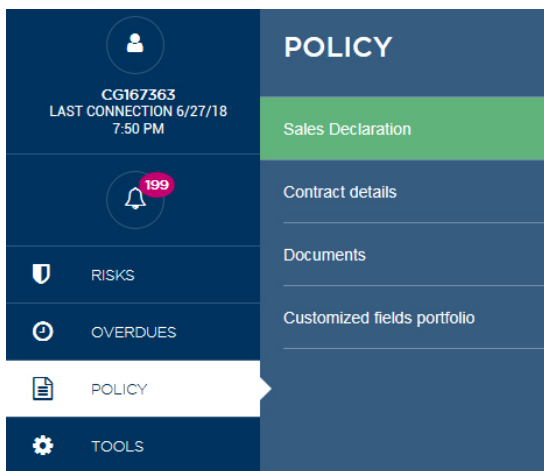 CG167363
LAST CONNECTION 6/27/18
7:50 PM
199
RISKS
OVERDUES
POLICY
TOOLS
POLICY
Sales Declaration
Contract details
Documents
Customized fields portfolio